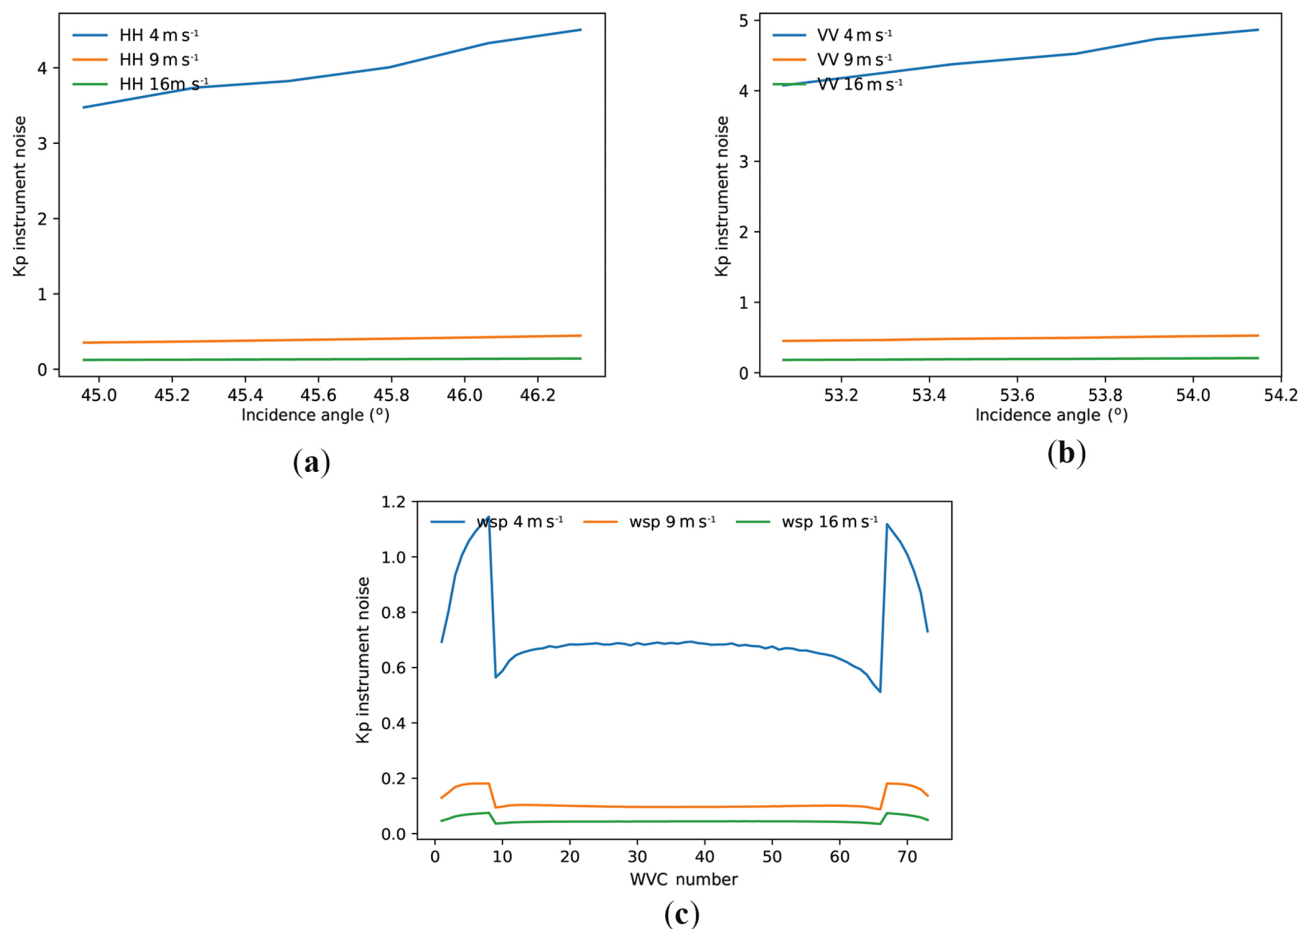 HH 4 m s⁻¹
HH 9 m s⁻¹
HH 16m s⁻¹
4
3
2
1
0
Kp instrument noise
45.0 45.2 45.4 45.6 45.8 46.0 46.2
Incidence angle (°)
(a)
VV 4 m s⁻¹
VV 9 m s⁻¹
VV 16 m s⁻¹
5
4
3
2
1
0
Kp instrument noise
53.2 53.4 53.6 53.8 54.0 54.2
Incidence angle (°)
(b)
wsp 4 m s⁻¹ wsp 9 m s⁻¹ wsp 16 m s⁻¹
1.2
1.0
0.8
0.6
0.4
0.2
0.0
Kp instrument noise
0 10 20 30 40 50 60 70
WVC number
(c)